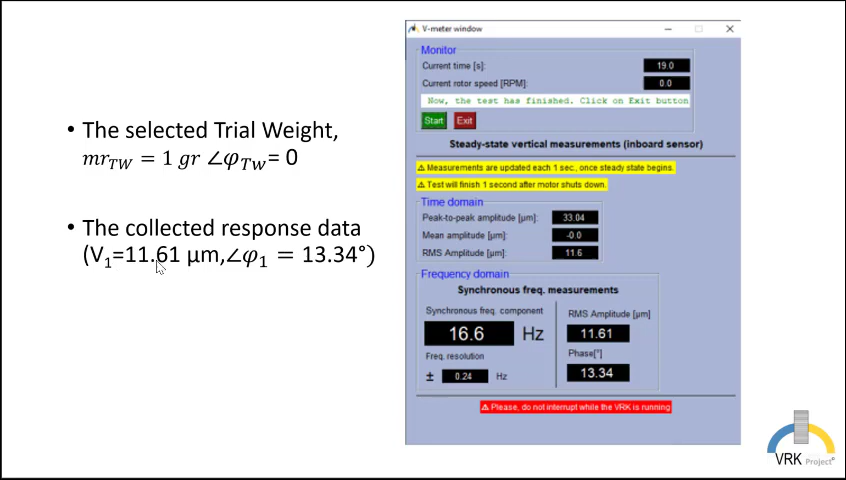 • The selected Trial Weight,
𝑚𝑟𝑇𝑊 = 1 𝑔𝑟 ∠𝜑𝑇𝑤= 0
• The collected response data
(V1=11.61 µm,∠𝜑1 = 13.34°)
V-meter window
Monitor
Current time [s]: 19.0
Current rotor speed [RPM]: 0.0
Now, the test has finished. Click on Exit button
Start Exit
Steady-state vertical measurements (inboard sensor)
⚠ Measurements are updated each 1 sec., once steady state begins.
⚠ Test will finish 1 second after motor shuts down.
Time domain
Peak-to-peak amplitude [µm]: 33.04
Mean amplitude [µm]: -0.0
RMS Amplitude [µm]: 11.6
Frequency domain
Synchronous freq. measurements
Synchronous freq. component
16.6 Hz
Freq. resolution
± 0.24 Hz
RMS Amplitude [µm]
11.61
Phase[°]
13.34
⚠ Please, do not interrupt while the VRK is running
VRK Project©